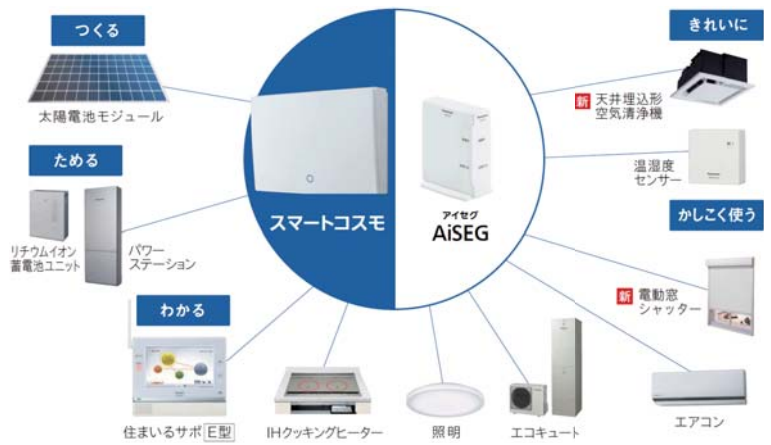 つくる
太陽電池モジュール
ためる
リチウムイオン
蓄電池ユニット
パワー
ステーション
わかる
住まいるサポ E型
IHクッキングヒーター
照明
エコキュート
エアコン
スマートコスモ
アイセグ
AiSEG
きれいに
新 天井埋込形
空気清浄機
温湿度
センサー
かしこく使う
新 電動窓
シャッター